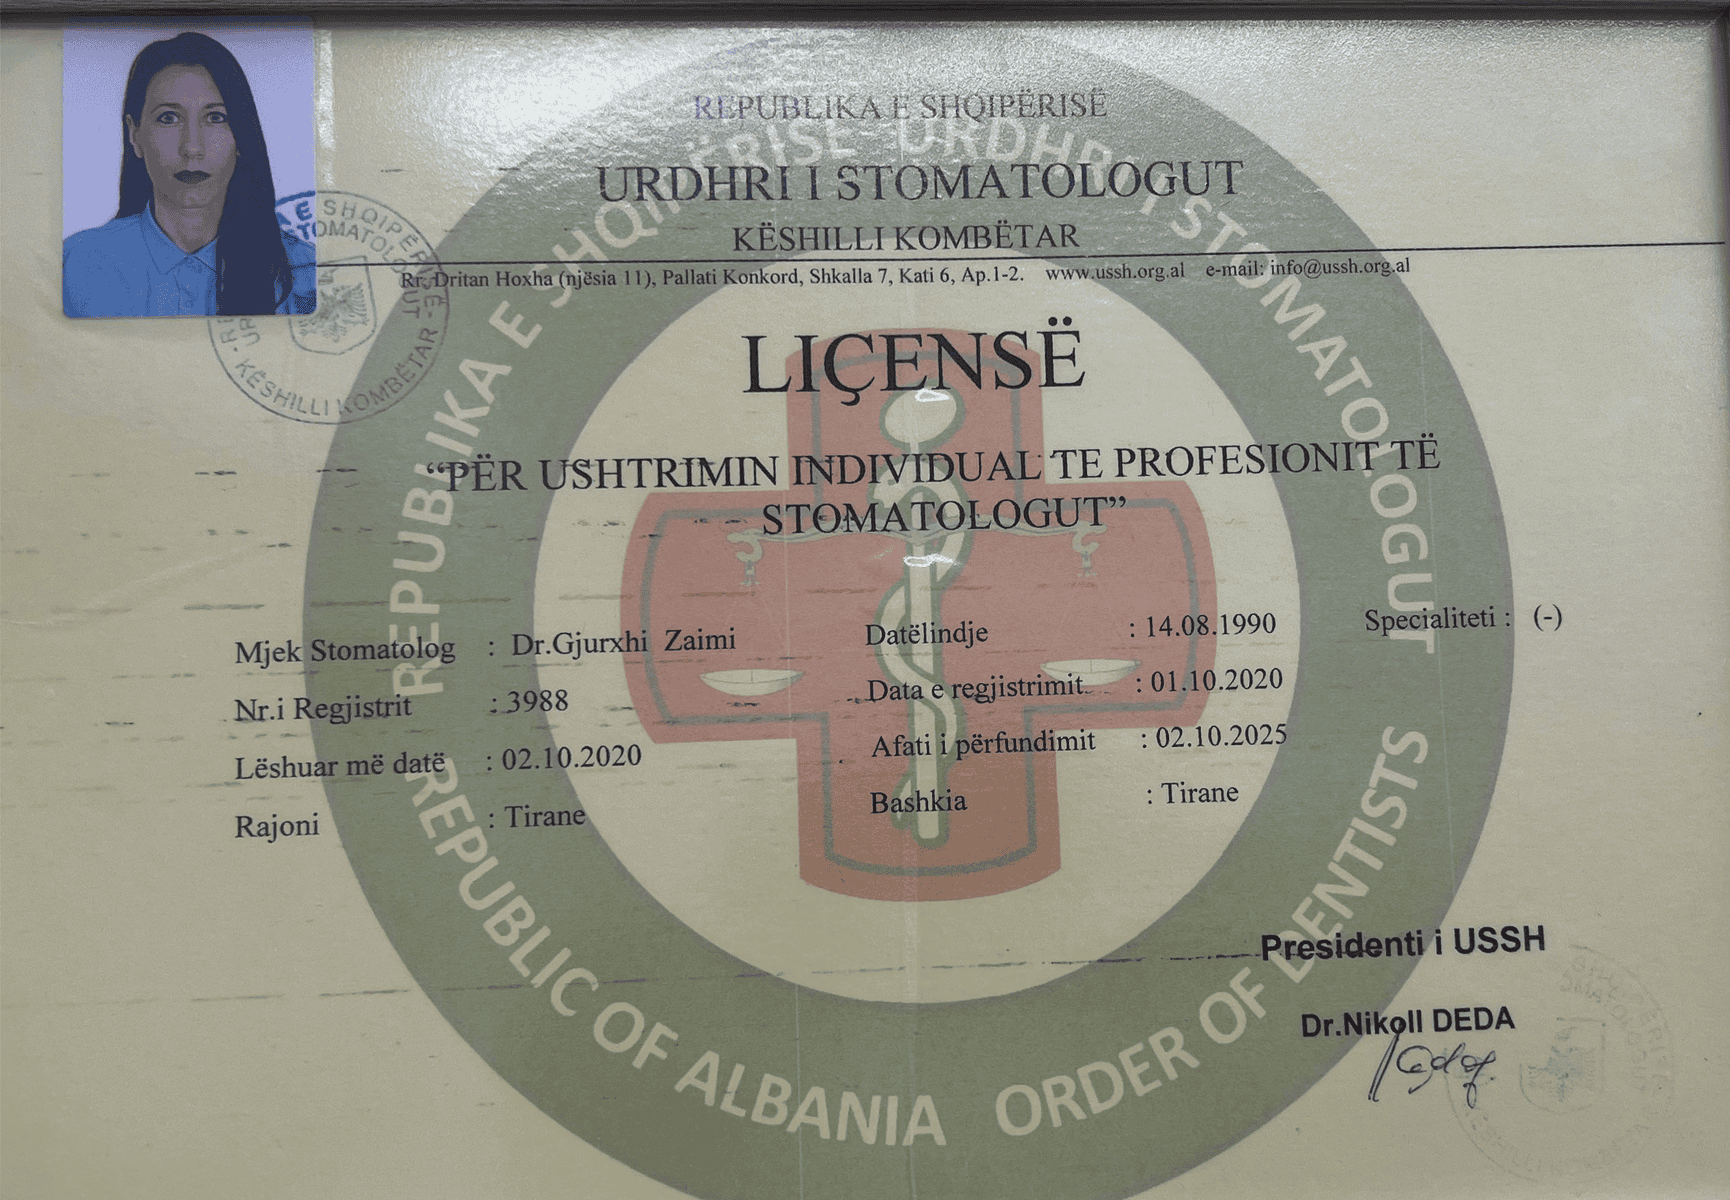 REPUBLIKA E SHQIPËRISË
URDHRI I STOMATOLOGUT
KËSHILLI KOMBËTAR
Rr. Dritan Hoxha (njësia 11), Pallati Konkord, Shkalla 7, Kati 6, Ap.1-2. www.ussh.org.al e-mail: info@ussh.org.al
LIÇENSË
“PËR USHTRIMIN INDIVIDUAL TE PROFESIONIT TË
STOMATOLOGUT”
Mjek Stomatolog : Dr.Gjurxhi Zaimi Datëlindje : 14.08.1990 Specialiteti : (-)
Nr.i Regjistrit : 3988 Data e regjistrimit : 01.10.2020
Lëshuar më datë : 02.10.2020 Afati i përfundimit : 02.10.2025
Rajoni : Tirane Bashkia : Tirane
Presidenti i USSH
Dr.Nikoll DEDA
REPUBLIKA E SHQIPËRISË URDHRI I STOMATOLOGUT
REPUBLIC OF ALBANIA ORDER OF DENTISTS
E SHQIPËRISË
STOMATOLOGUT
KËSHILLI KOMBËTAR